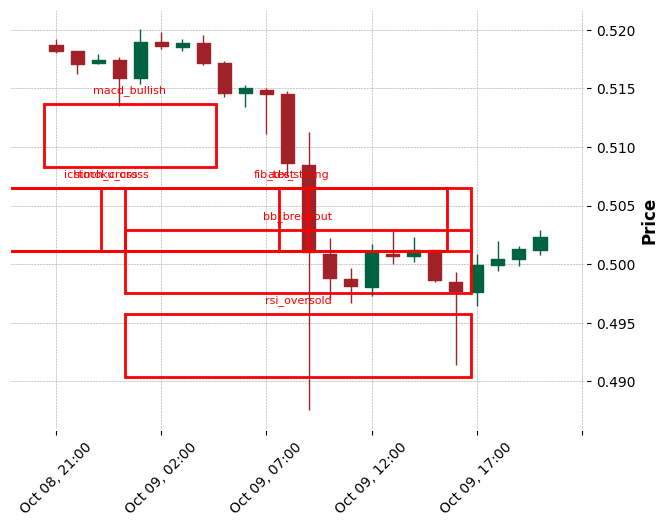 0.520
0.515
macd_bullish
0.510
0.505
rsi_oversold
bb_breakout
0.500
0.495
0.490
Price
Oct 08, 21:00
Oct 09, 02:00
Oct 09, 07:00
Oct 09, 12:00
Oct 09, 17:00